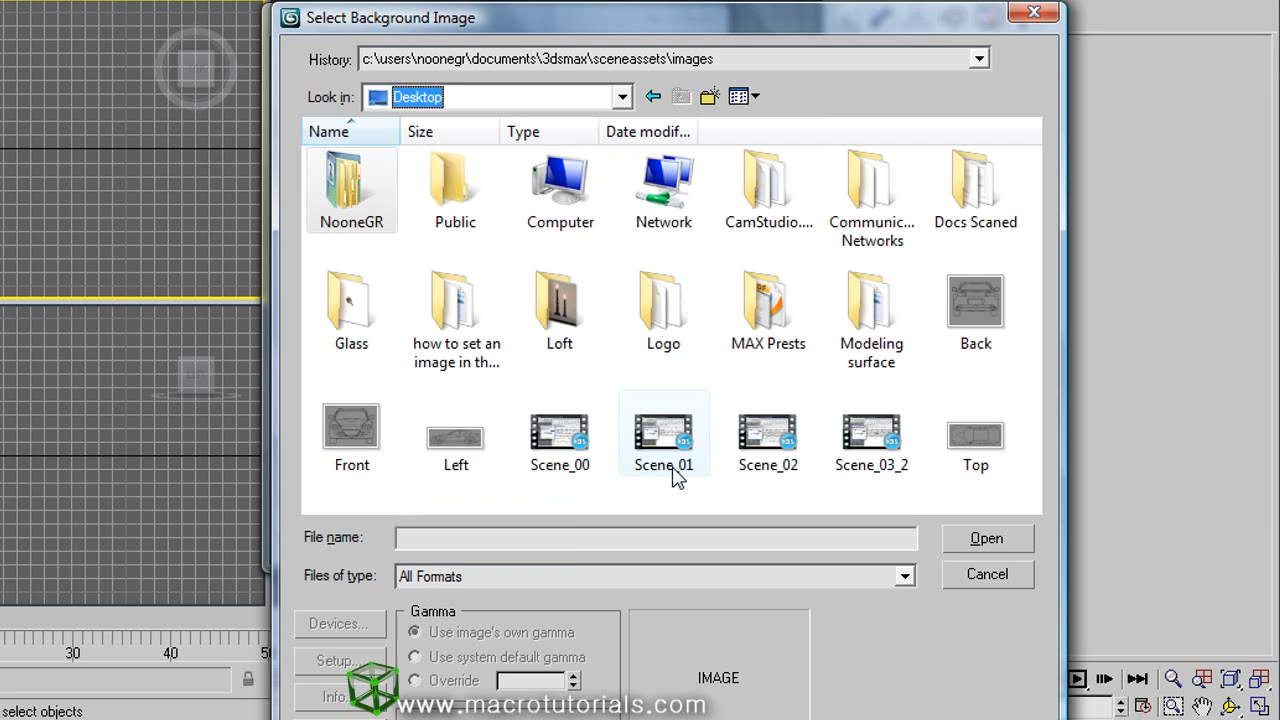 Select Background Image
History: c:\users\noonegr\documents\3dsmax\sceneassets\images
Look in: Desktop
Name Size Type Date modif...
TOP
NooneGR Public Computer Network CamStudio.... Communic... Networks Docs Scaned
Glass how to set an image in th... Loft Logo MAX Prests Modeling surface Back
LEFT
Front Left Scene_00 Scene_01 Scene_02 Scene_03_2 Top
File name: Open
Files of type: All Formats Cancel
Gamma
Devices... Use image's own gamma
30 40 50
Setup... Use system default gamma
Info. Override IMAGE
www.macrotutorials.com
select objects